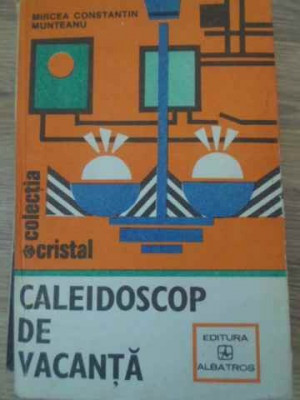 MIRCEA CONSTANTIN
MUNTEANU
colecția
cristal
CALEIDOSCOP
DE
VACANȚĂ
EDITURA
ALBATROS